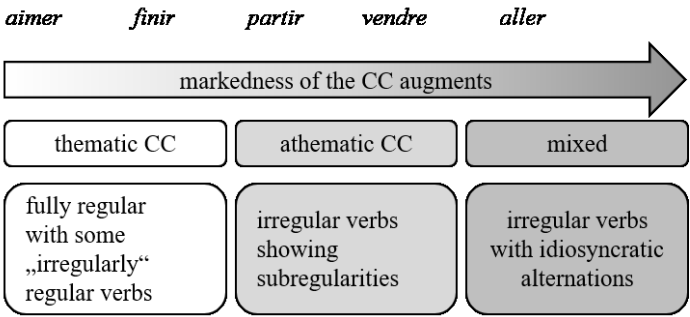 aimer finir partir vendre aller
markedness of the CC augments
thematic CC athematic CC mixed
fully regular
with some
„irregularly“
regular verbs
irregular verbs
showing
subregularities
irregular verbs
with idiosyncratic
alternations